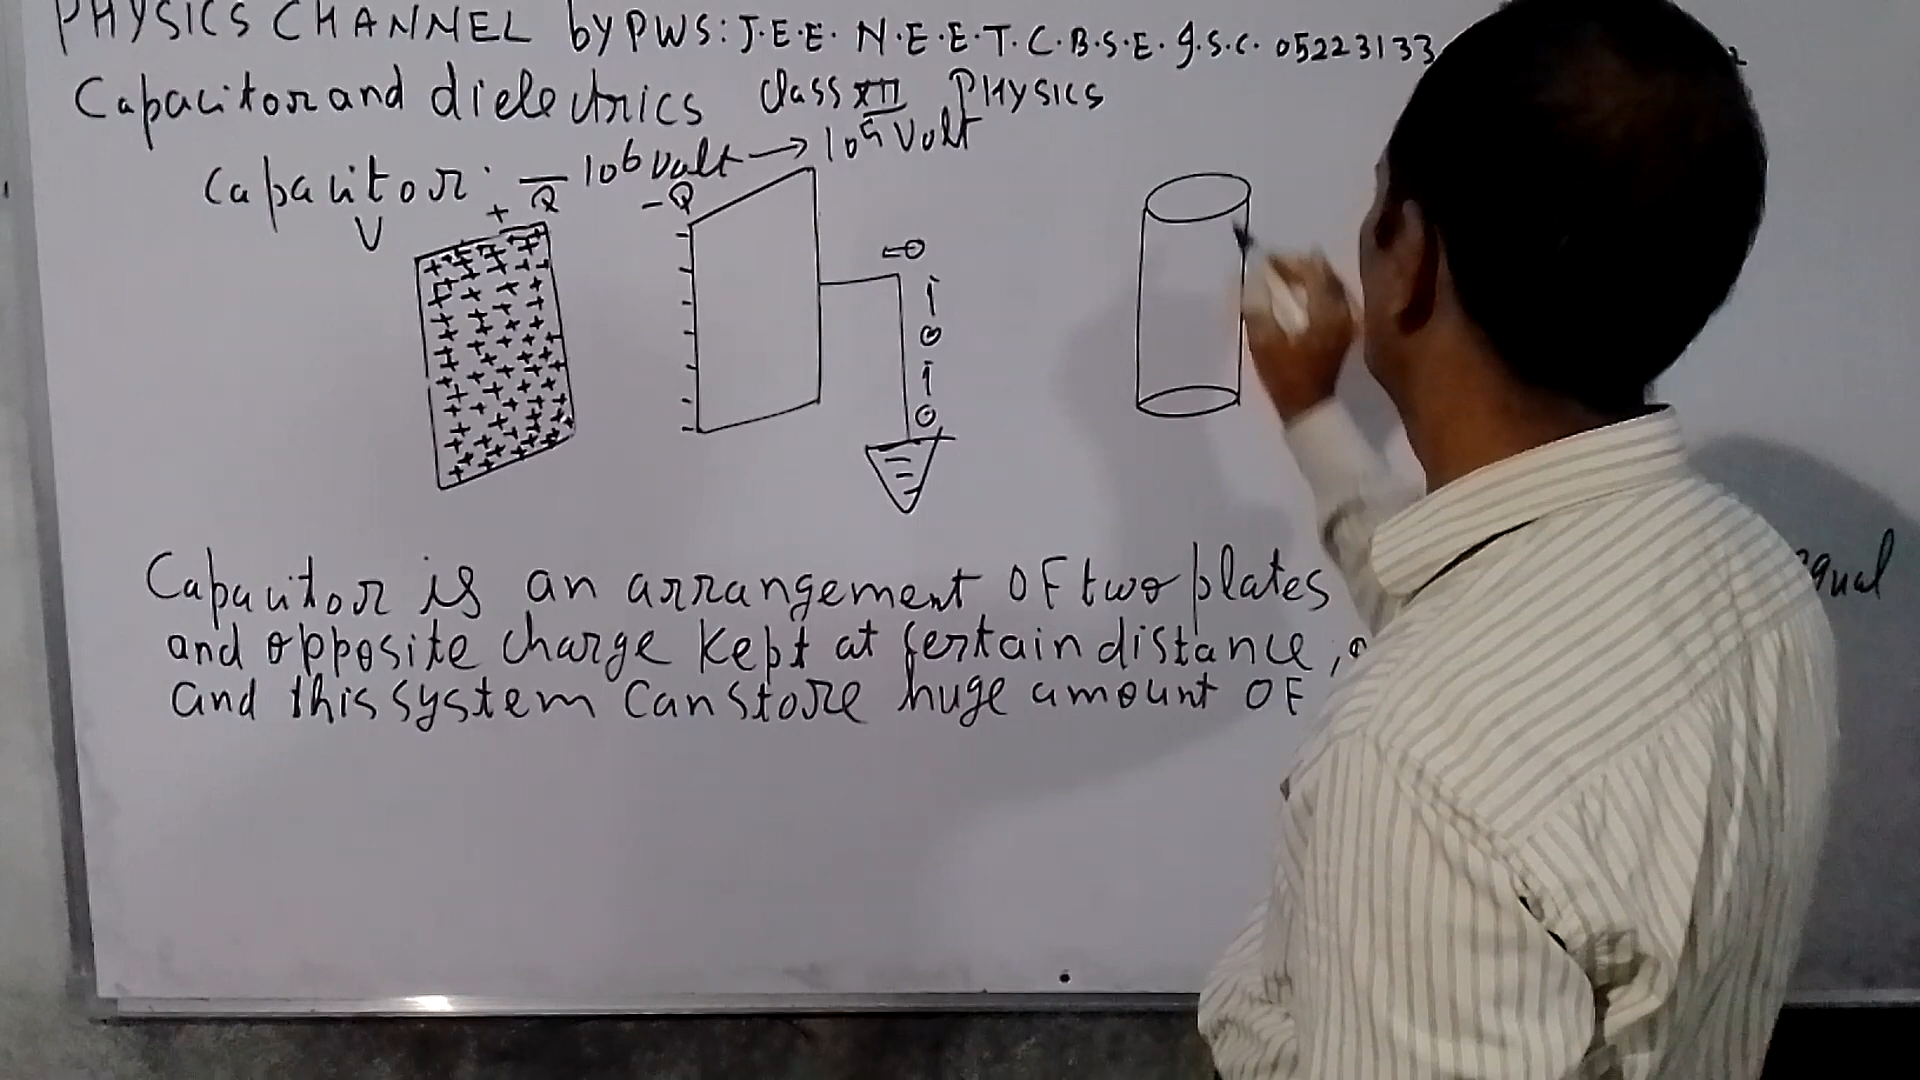 PHYSICS CHANNEL by PWS: J.E.E. N.E.E.T. C.B.S.E. I.S.C. 05223133
Capacitor and dielectrics class XII PHYSICS
Capacitor: 10⁶ Volt → 10⁵ Volt
V + Q -Q
Capacitor is an arrangement OF two plates equal
and opposite charge kept at certain distance,
and this system can store huge amount OF